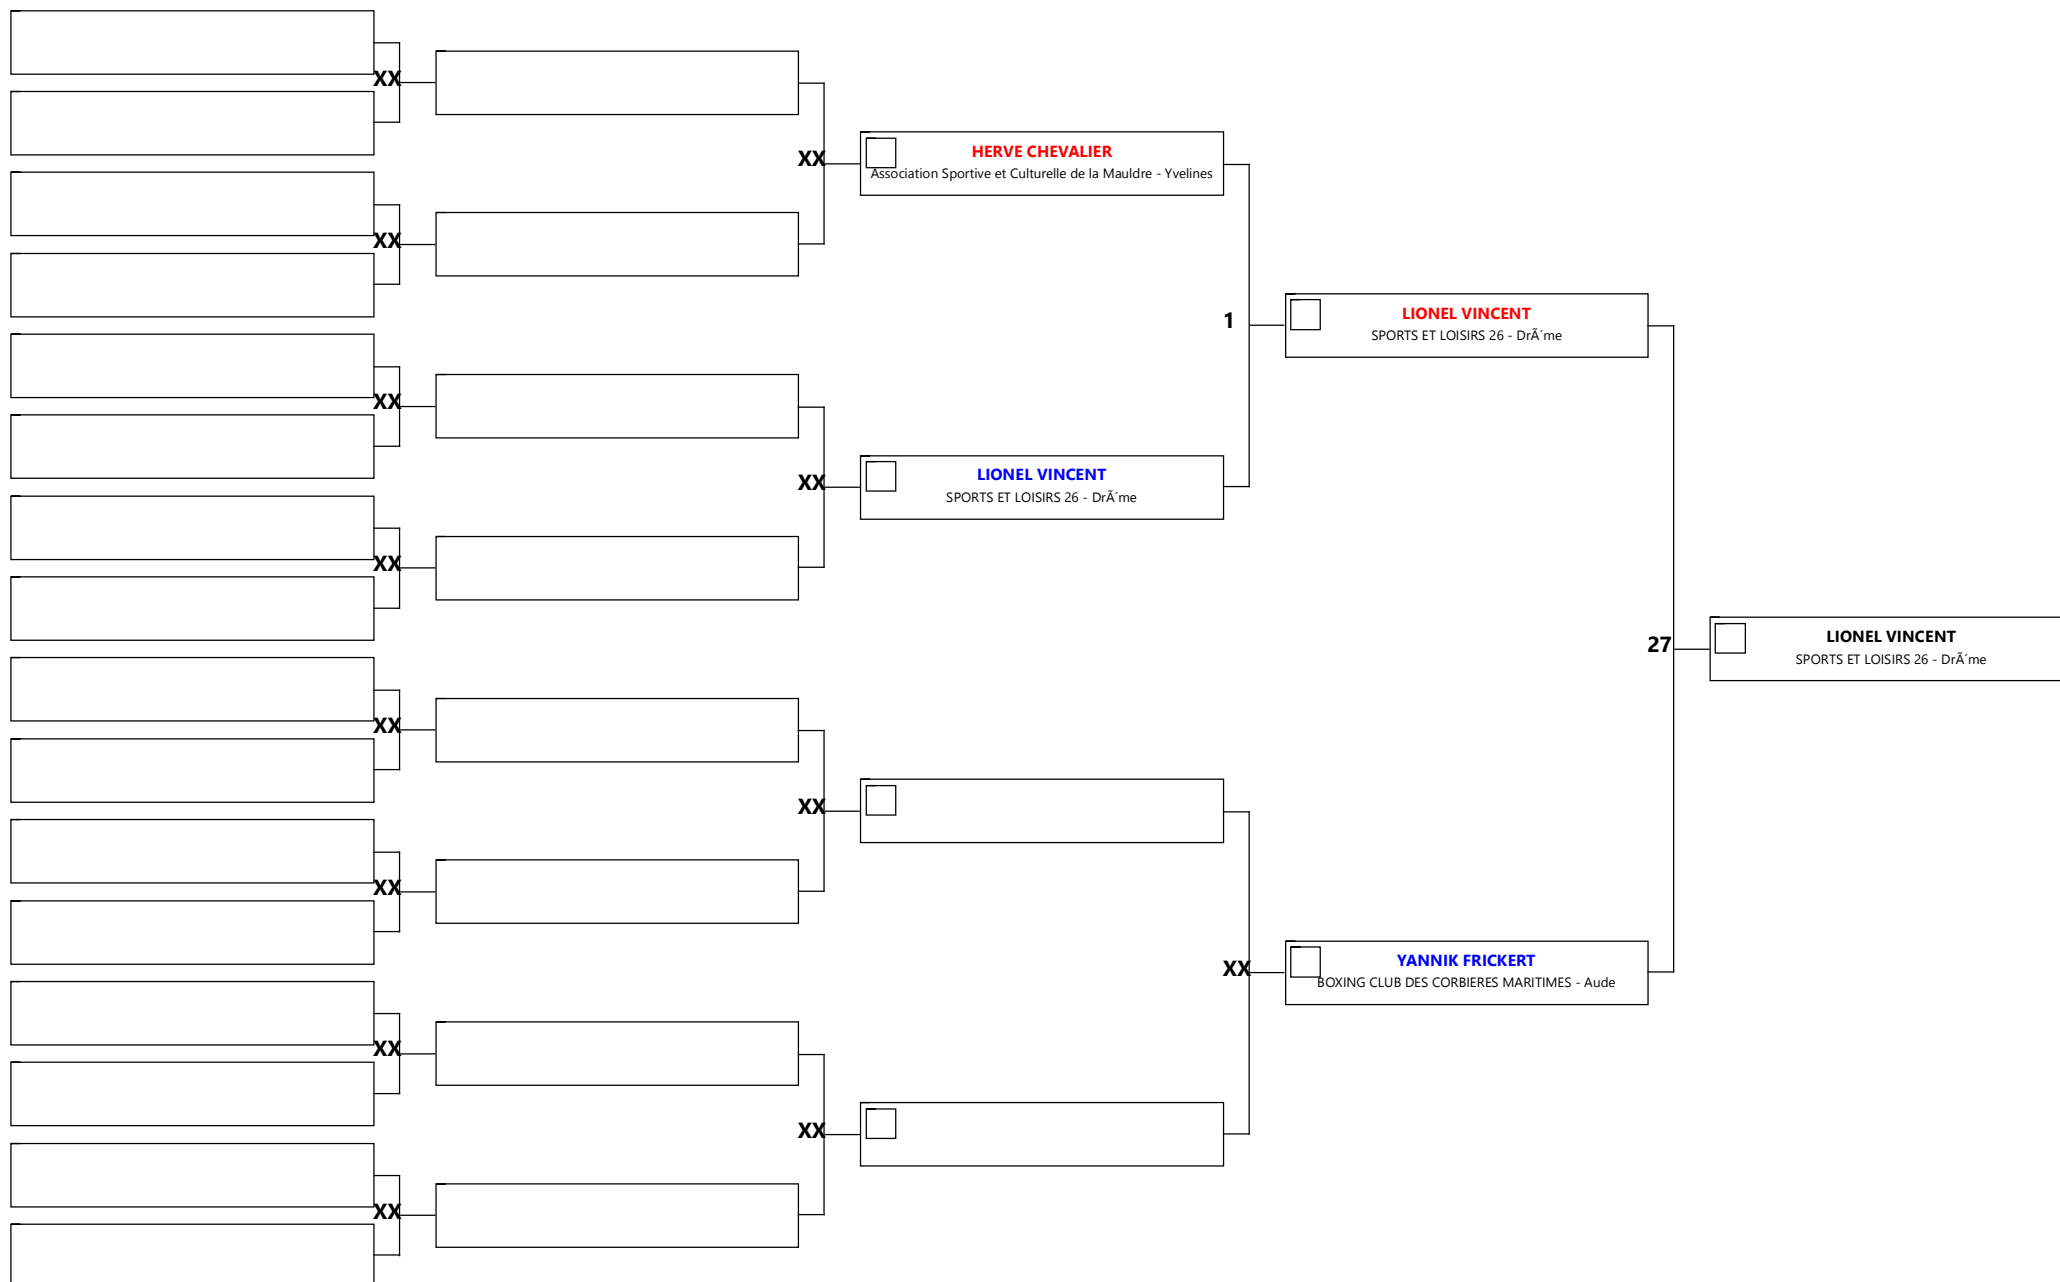 XX
XX
HERVE CHEVALIER
Association Sportive et Culturelle de la Mauldre - Yvelines
XX
1
LIONEL VINCENT
SPORTS ET LOISIRS 26 - DrÃ´me
XX
XX
LIONEL VINCENT
SPORTS ET LOISIRS 26 - DrÃ´me
XX
27
LIONEL VINCENT
SPORTS ET LOISIRS 26 - DrÃ´me
XX
XX
XX
XX
YANNIK FRICKERT
BOXING CLUB DES CORBIERES MARITIMES - Aude
XX
XX
XX